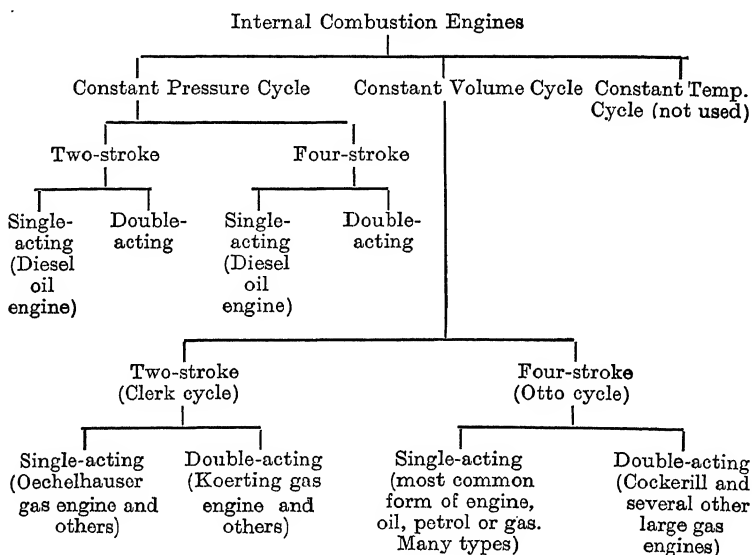 Internal Combustion Engines
Constant Pressure Cycle
Constant Volume Cycle
Constant Temp.
Cycle (not used)
Two-stroke
Four-stroke
Single-
acting
(Diesel
oil
engine)
Double-
acting
Single-
acting
(Diesel
oil
engine)
Double-
acting
Two-stroke
(Clerk cycle)
Four-stroke
(Otto cycle)
Single-acting
(Oechelhauser
gas engine and
others)
Double-acting
(Koerting gas
engine and
others)
Single-acting
(most common
form of engine,
oil, petrol or gas.
Many types)
Double-acting
(Cockerill and
several other
large gas
engines)